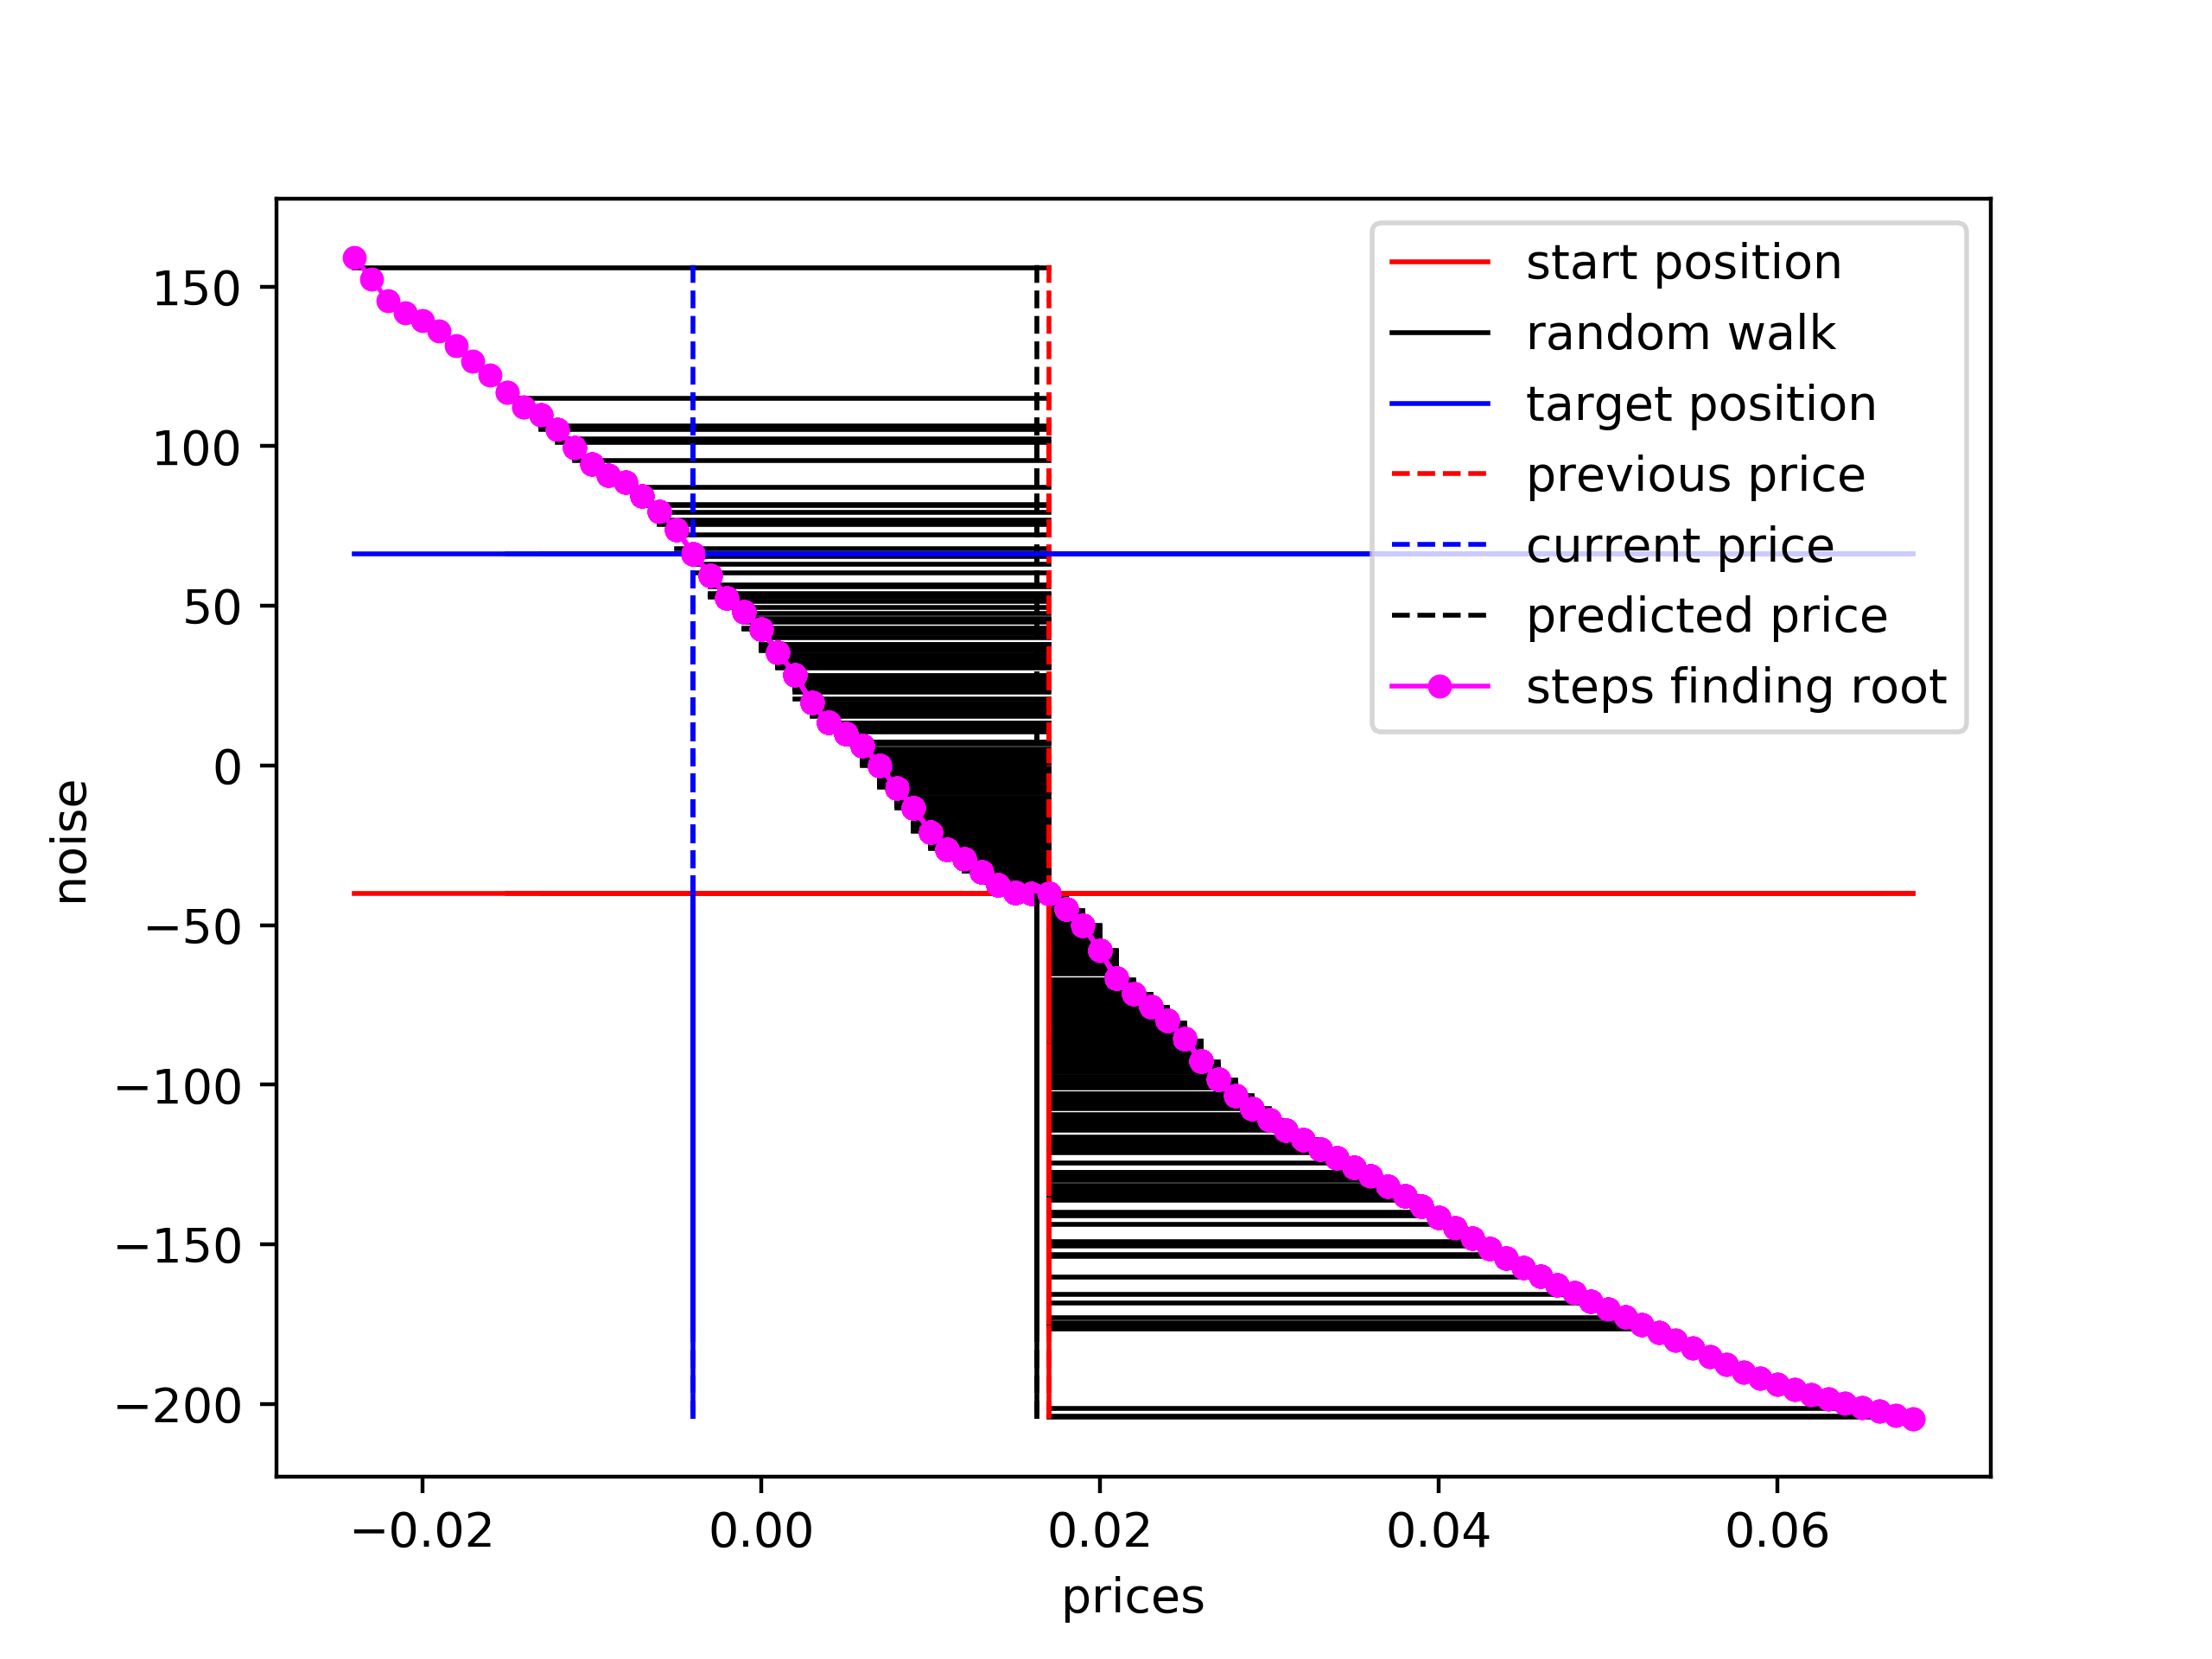 start position
random walk
target position
previous price
current price
predicted price
steps finding root
150
100
50
0
−50
−100
−150
−200
noise
−0.02
0.00
0.02
0.04
0.06
prices